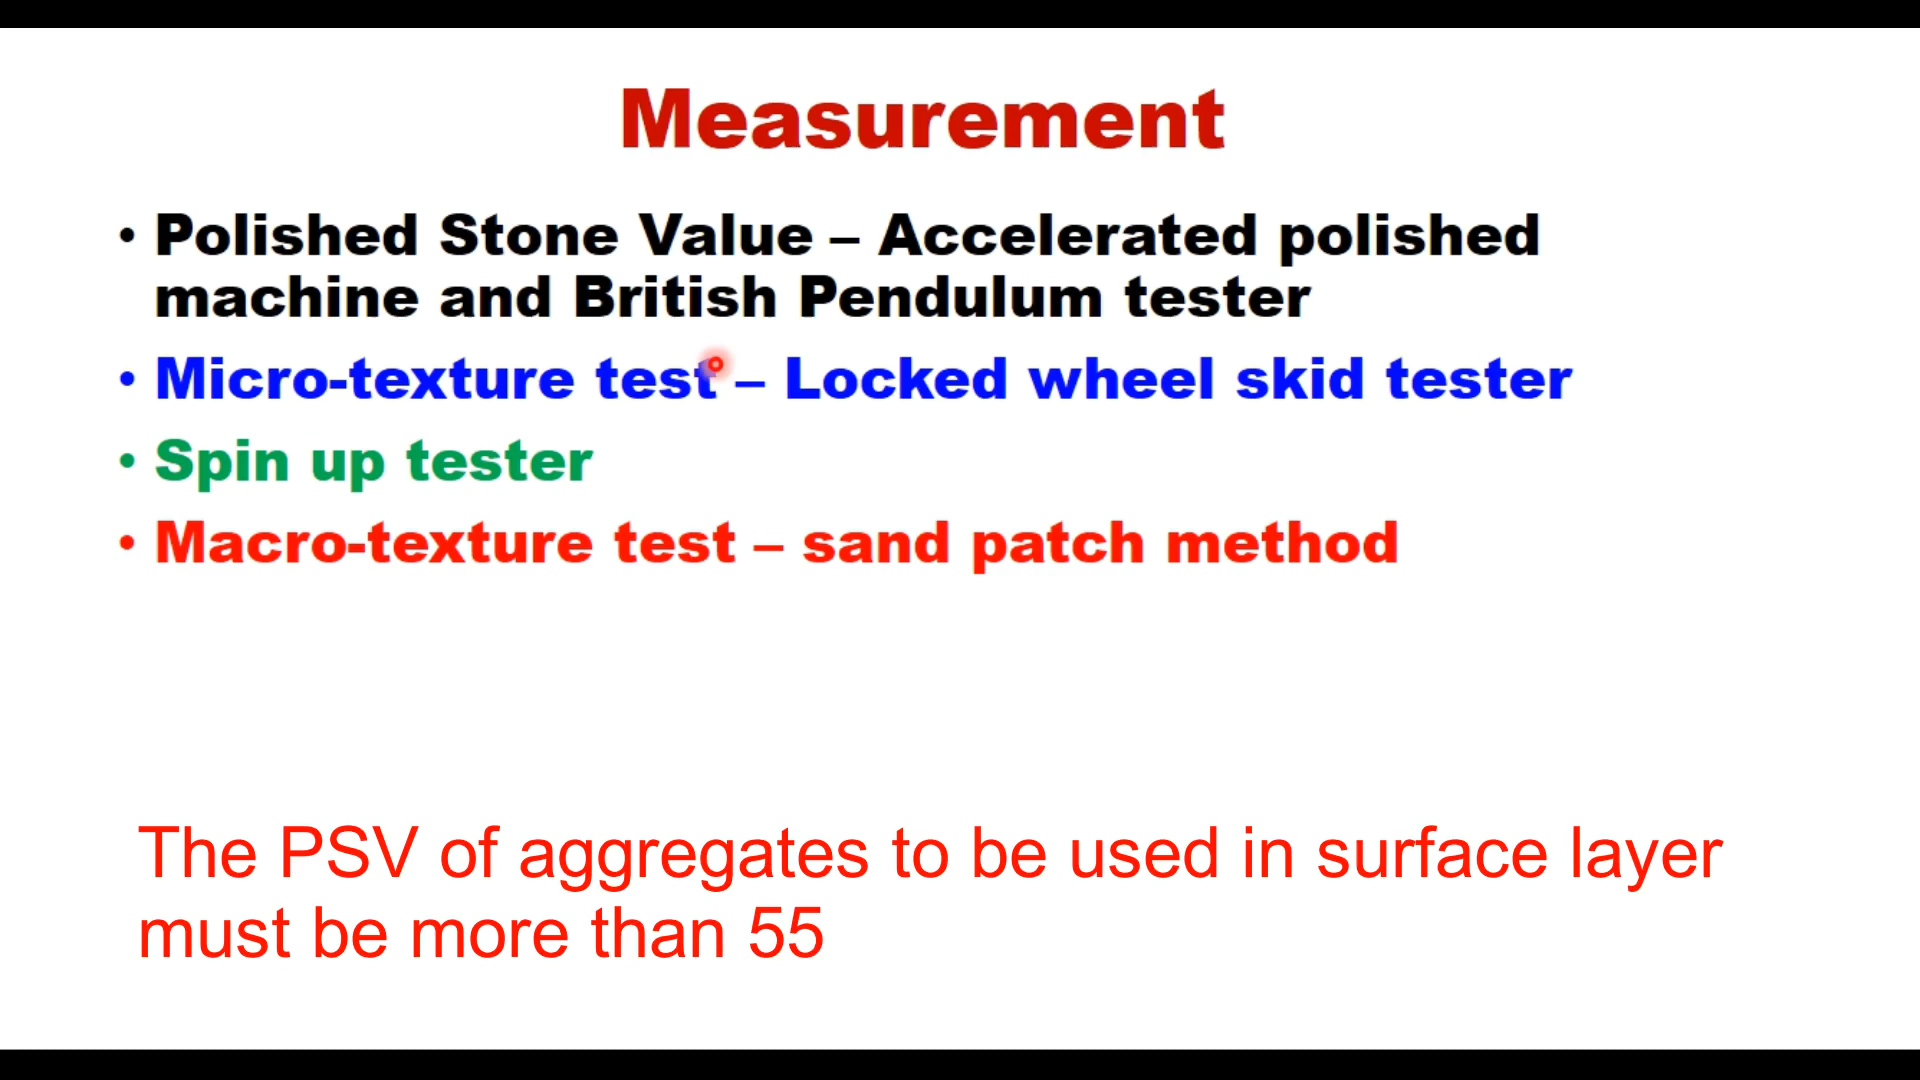 Measurement
• Polished Stone Value – Accelerated polished
machine and British Pendulum tester
• Micro-texture test – Locked wheel skid tester
• Spin up tester
• Macro-texture test – sand patch method
The PSV of aggregates to be used in surface layer
must be more than 55